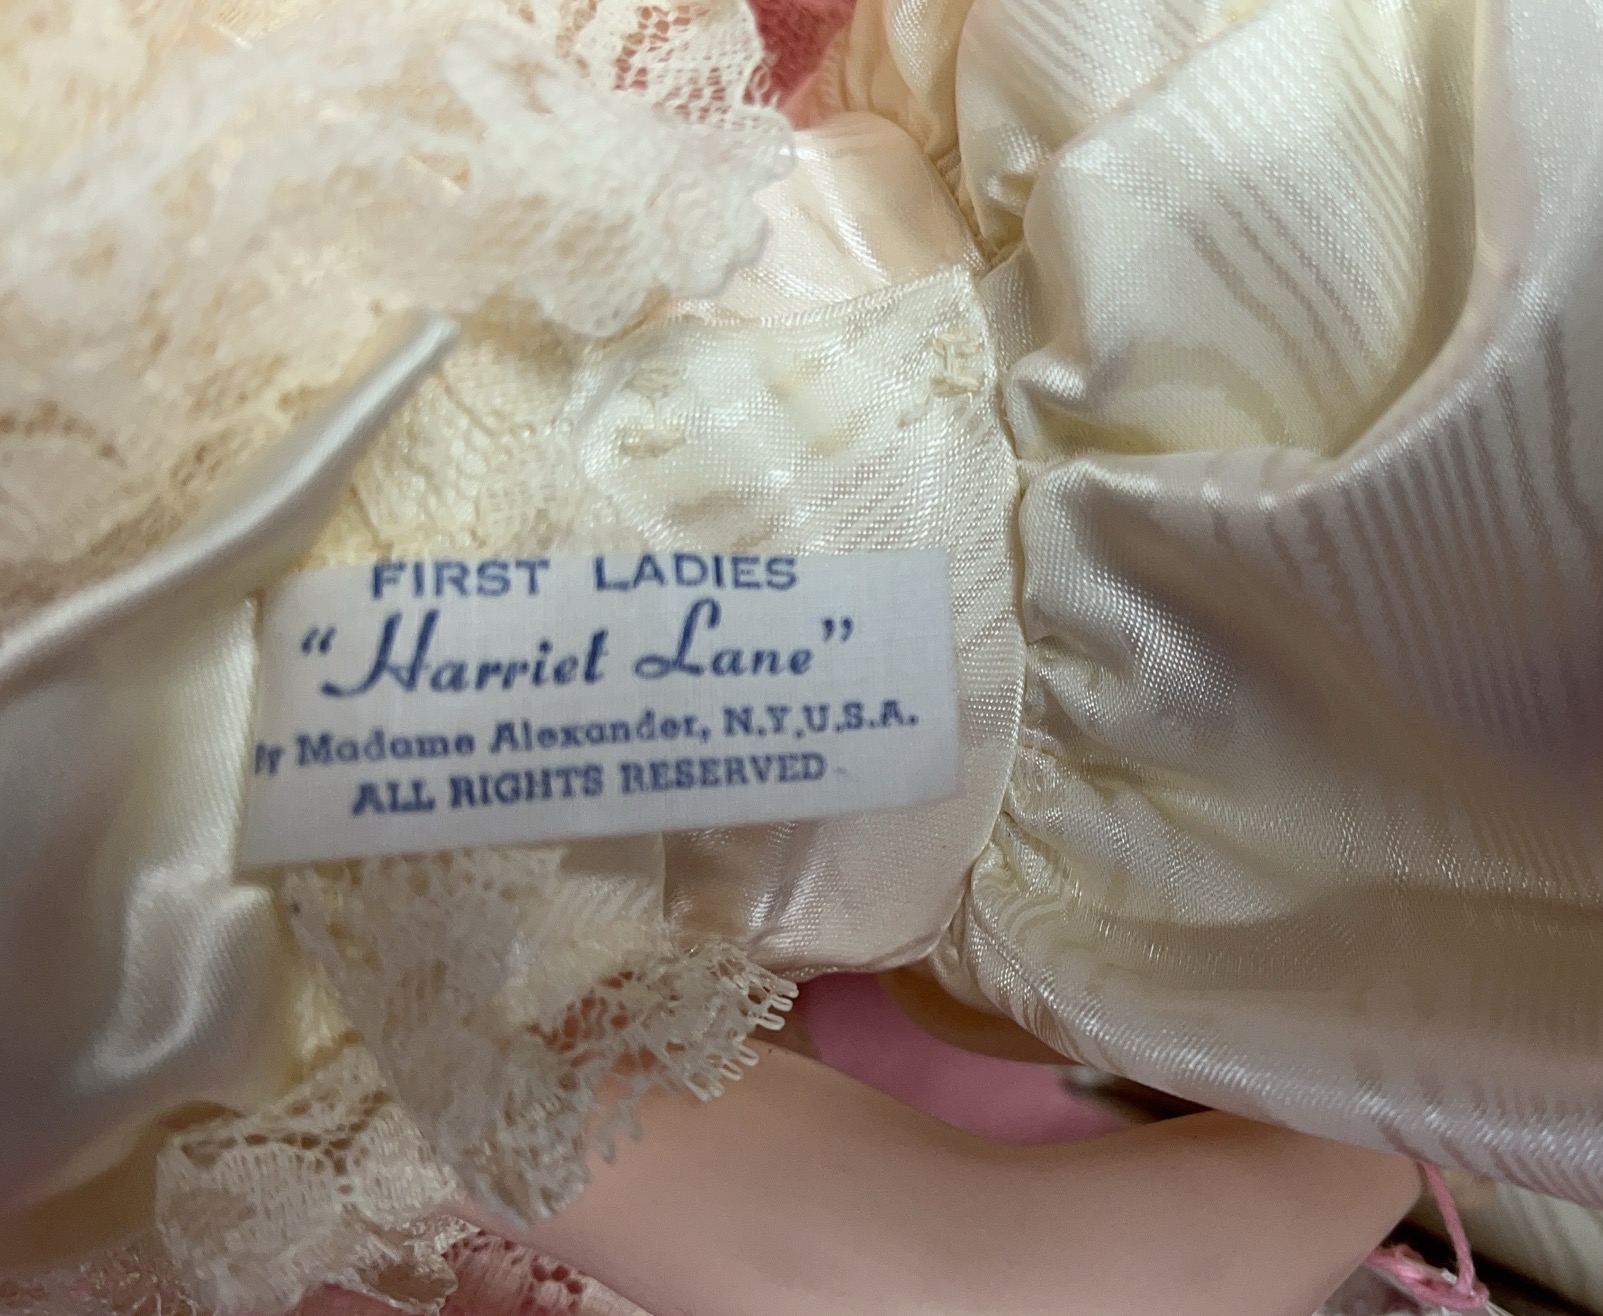 FIRST LADIES
“Harriet Lane”
Madame Alexander, N.Y., U.S.A.
ALL RIGHTS RESERVED